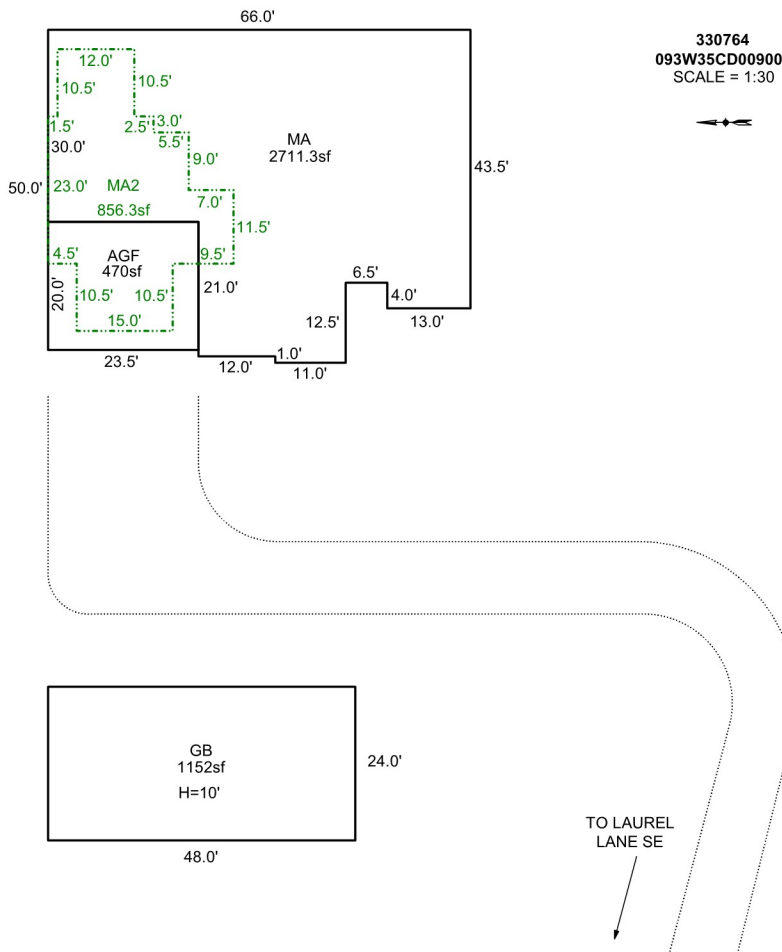 66.0'
330764
093W35CD00900
SCALE = 1:30
12.0'
10.5'
10.5'
1.5'
2.5'
3.0'
5.5'
30.0'
MA
2711.3sf
9.0'
43.5'
50.0'
23.0'
MA2
7.0'
856.3sf
11.5'
4.5'
AGF
470sf
9.5'
6.5'
20.0'
10.5'
10.5'
21.0'
4.0'
15.0'
12.5'
13.0'
23.5'
12.0'
1.0'
11.0'
GB
1152sf
24.0'
H=10'
48.0'
TO LAUREL
LANE SE